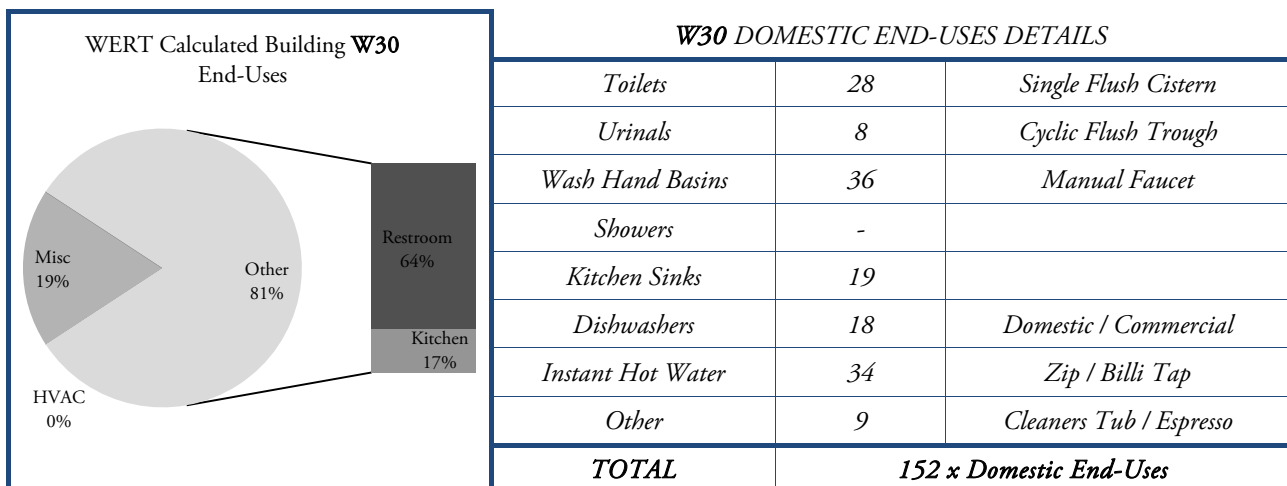 WERT Calculated Building W30
End-Uses
Misc
19%
Other
81%
Restroom
64%
Kitchen
17%
HVAC
0%
W30 DOMESTIC END-USES DETAILS
Toilets 28 Single Flush Cistern
Urinals 8 Cyclic Flush Trough
Wash Hand Basins 36 Manual Faucet
Showers -
Kitchen Sinks 19
Dishwashers 18 Domestic / Commercial
Instant Hot Water 34 Zip / Billi Tap
Other 9 Cleaners Tub / Espresso
TOTAL 152 x Domestic End-Uses